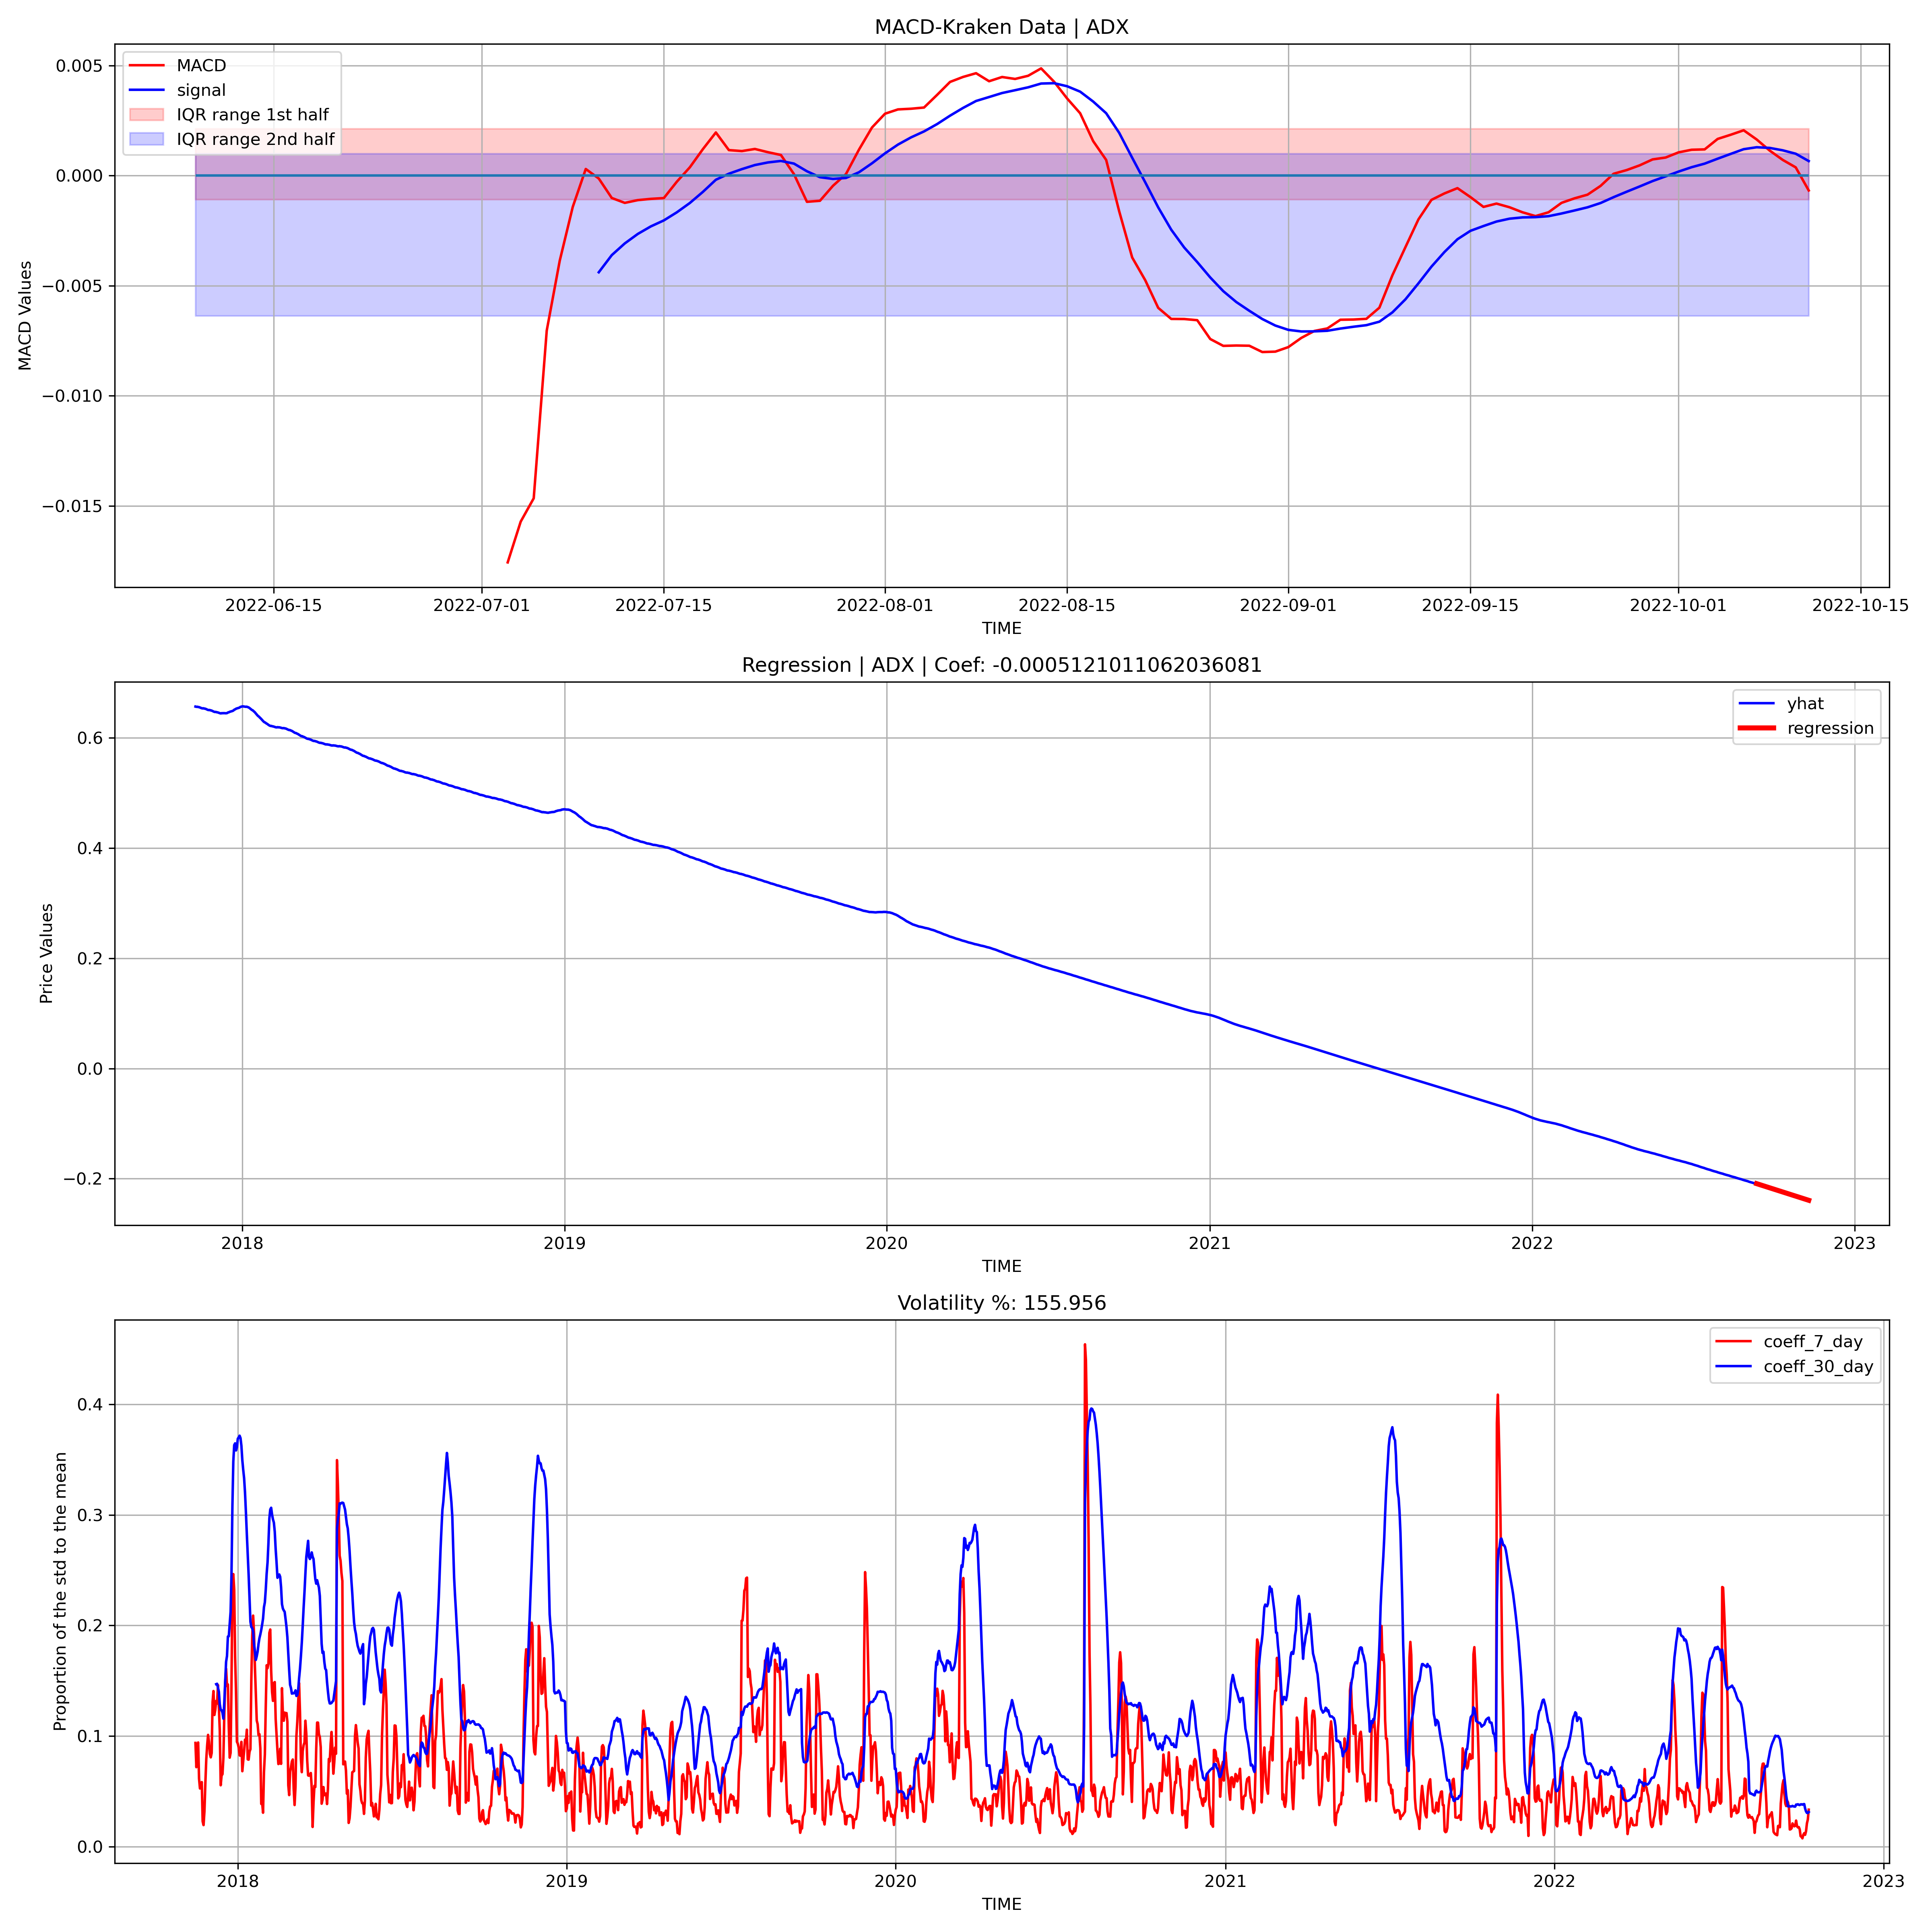 MACD-Kraken Data | ADX
MACD
signal
IQR range 1st half
IQR range 2nd half
MACD Values
0.005
0.000
−0.005
−0.010
−0.015
2022-06-15 2022-07-01 2022-07-15 2022-08-01 2022-08-15 2022-09-01 2022-09-15 2022-10-01 2022-10-15
TIME
Regression | ADX | Coef: -0.0005121011062036081
yhat
regression
Price Values
0.6
0.4
0.2
0.0
−0.2
2018 2019 2020 2021 2022 2023
TIME
Volatility %: 155.956
coeff_7_day
coeff_30_day
Proportion of the std to the mean
0.4
0.3
0.2
0.1
0.0
2018 2019 2020 2021 2022 2023
TIME